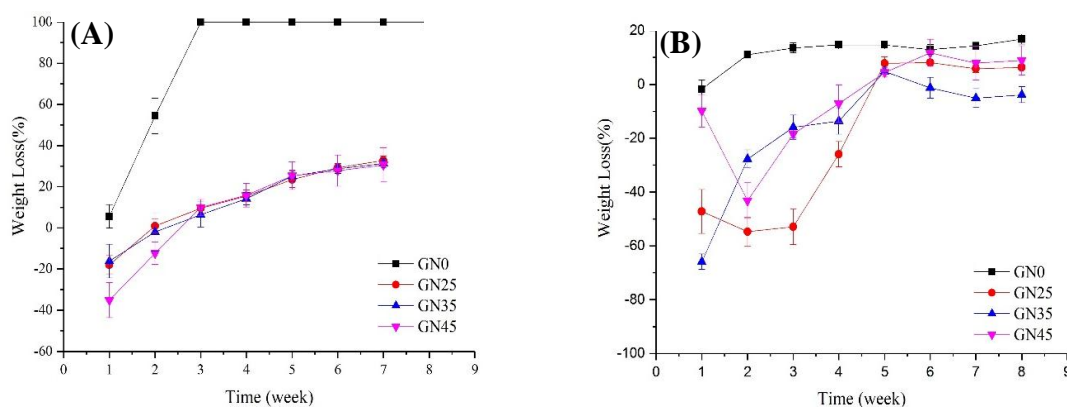 (A)
Weight Loss(%)
100
80
60
40
20
0
-20
-40
-60
0 1 2 3 4 5 6 7 8 9
Time (week)
GN0
GN25
GN35
GN45
(B)
Weight Loss(%)
20
0
-20
-40
-60
-80
-100
0 1 2 3 4 5 6 7 8 9
Time (week)
GN0
GN25
GN35
GN45